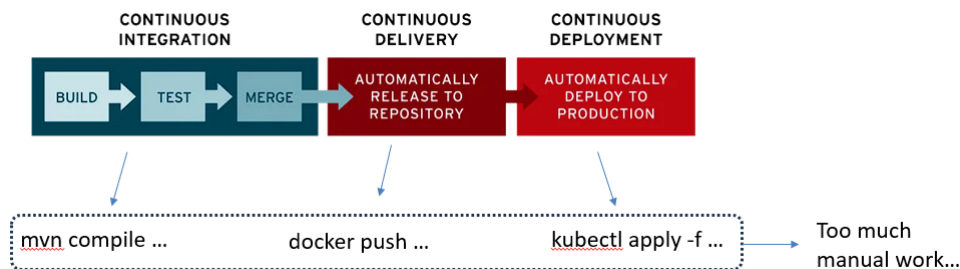 CONTINUOUS
INTEGRATION
CONTINUOUS
DELIVERY
CONTINUOUS
DEPLOYMENT
BUILD
TEST
MERGE
AUTOMATICALLY
RELEASE TO
REPOSITORY
AUTOMATICALLY
DEPLOY TO
PRODUCTION
mvn compile ...
docker push ...
kubectl apply -f ...
Too much
manual work...